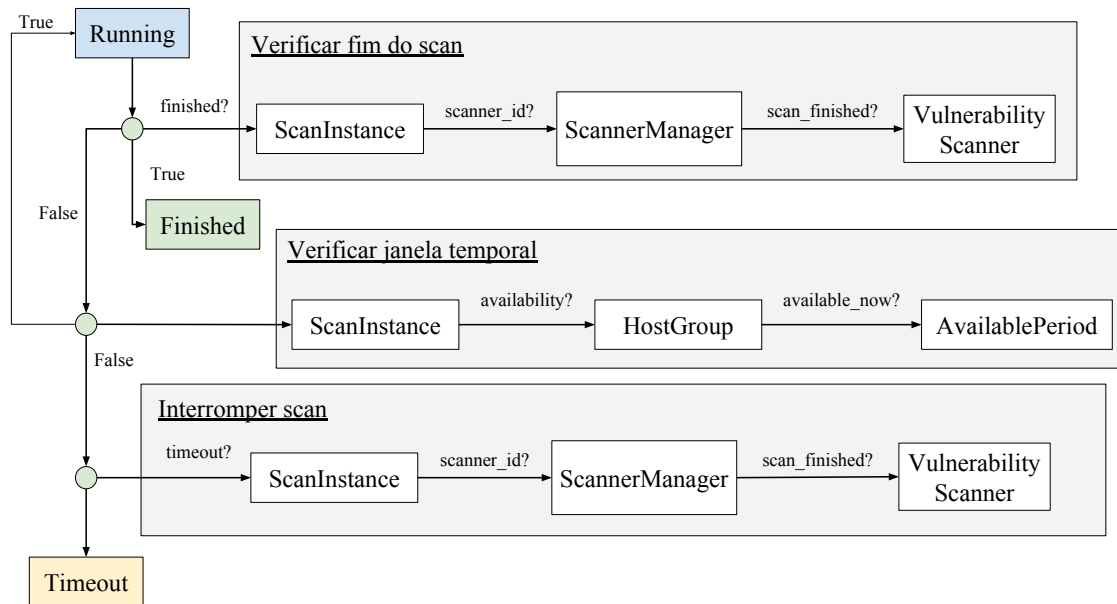 True
Running
Verificar fim do scan
finished?
ScanInstance
scanner_id?
ScannerManager
scan_finished?
Vulnerability
Scanner
True
False
Finished
Verificar janela temporal
ScanInstance
availability?
HostGroup
available_now?
AvailablePeriod
False
Interromper scan
timeout?
ScanInstance
scanner_id?
ScannerManager
scan_finished?
Vulnerability
Scanner
Timeout